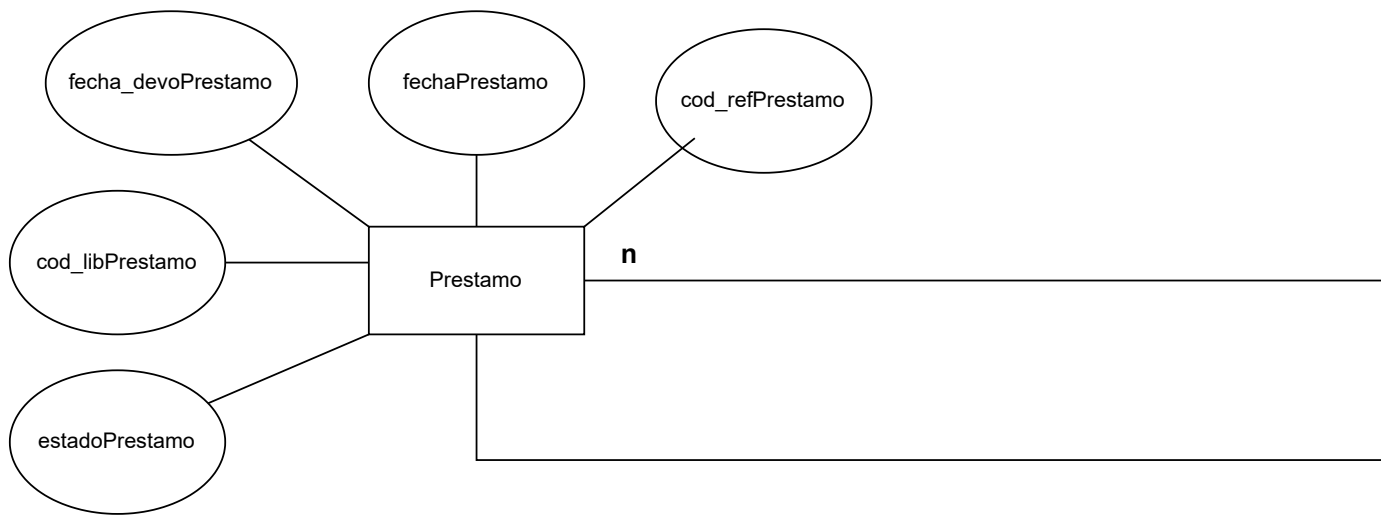 fecha_devoPrestamo
fechaPrestamo
cod_refPrestamo
cod_libPrestamo
n
Prestamo
estadoPrestamo